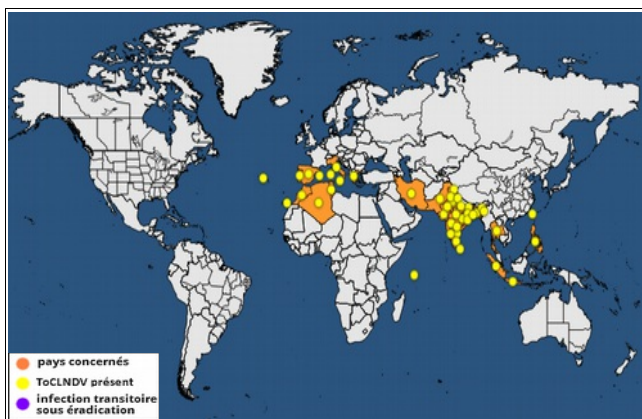 pays concernés
ToCLNDV présent
infection transitoire
sous éradication